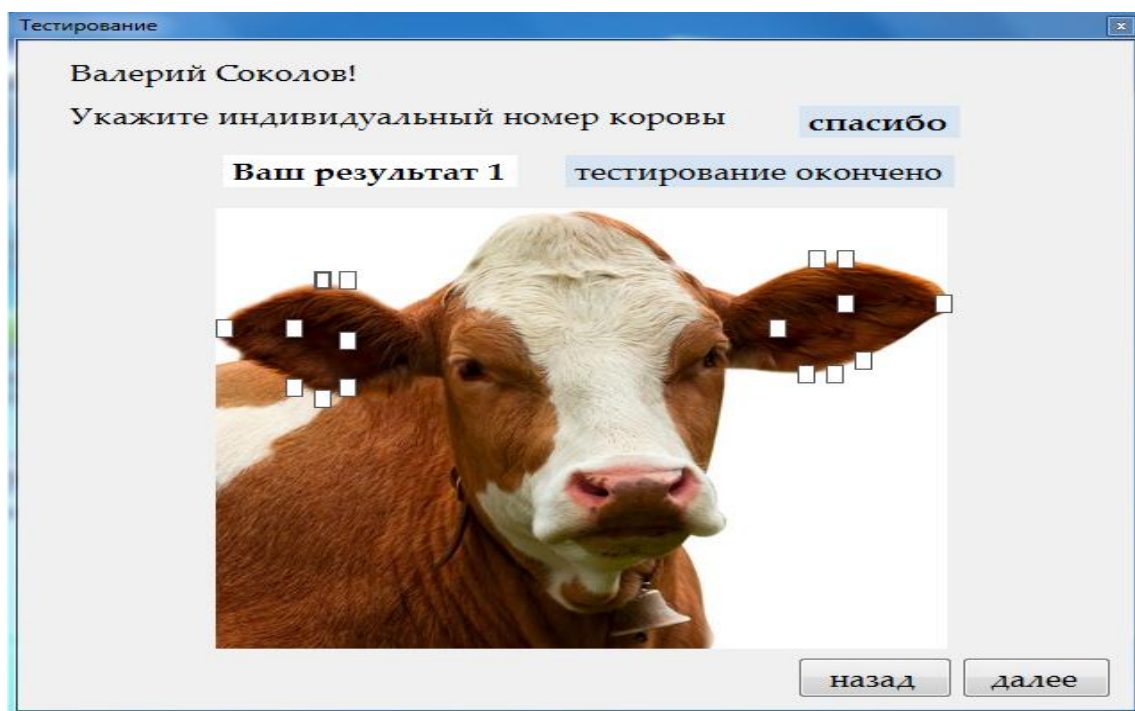 Тестирование
Валерий Соколов!
Укажите индивидуальный номер коровы
спасибо
Ваш результат 1
тестирование окончено
назад
далее